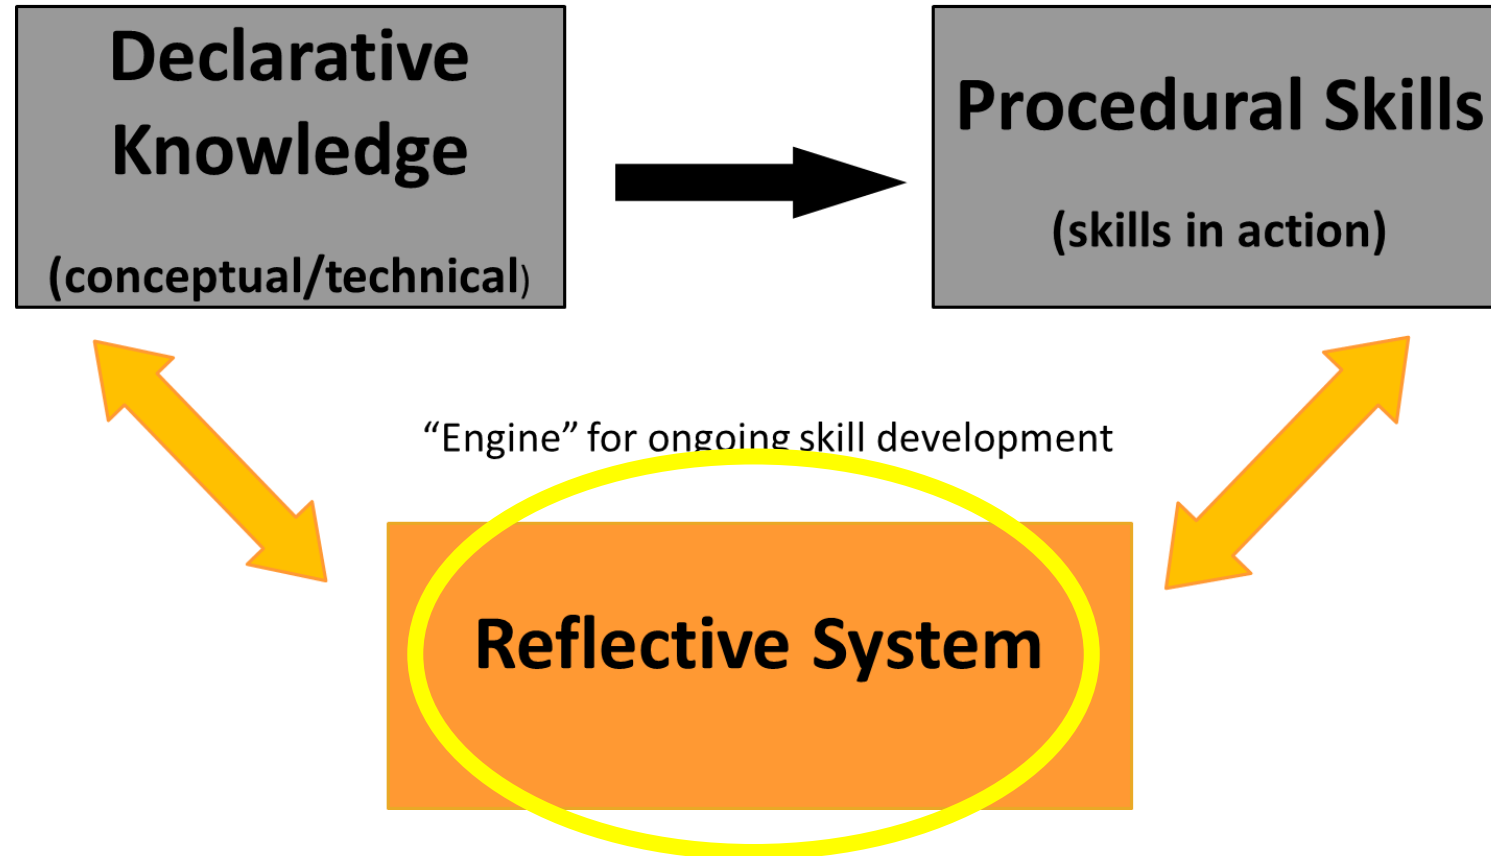 Declarative
Knowledge
(conceptual/technical)
Procedural Skills
(skills in action)
“Engine” for ongoing skill development
Reflective System